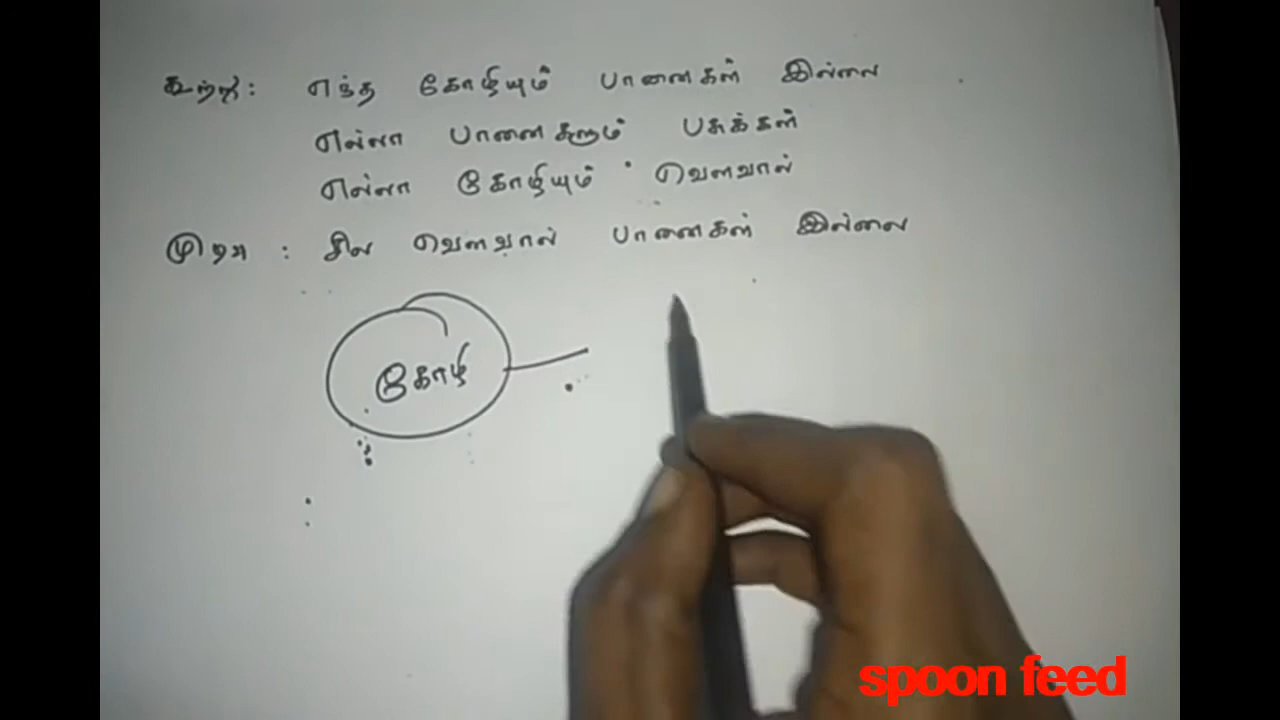 கூற்று: எந்த கோழியும் பானைகள் இல்லை
எல்லா பானைகளும் பசுக்கள்
எல்லா கோழியும் வௌவால்
முடிவு : சில வௌவால் பானைகள் இல்லை
கோழி
spoon feed